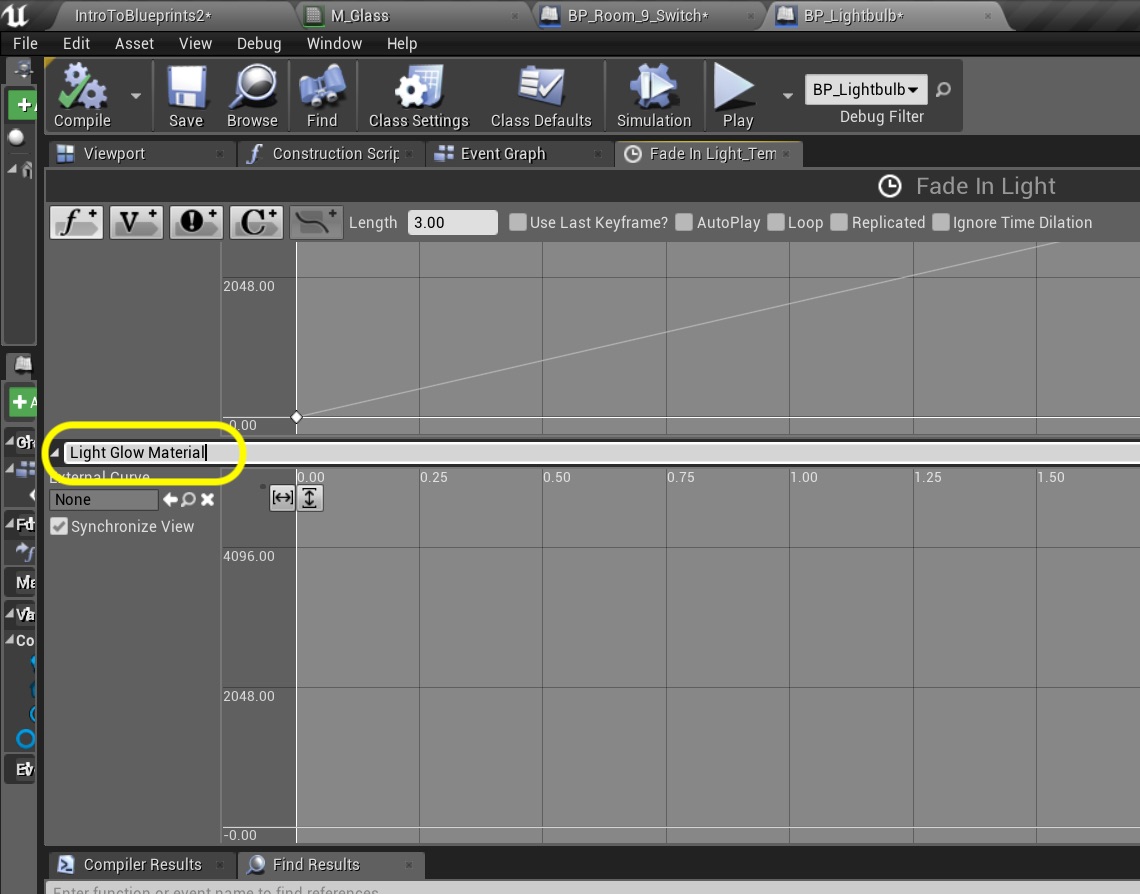 IntroToBlueprints2* M_Glass BP_Room_9_Switch* BP_Lightbulb*
File Edit Asset View Debug Window Help
Compile Save Browse Find Class Settings Class Defaults Simulation Play BP_Lightbulb Debug Filter
Viewport Construction Scrip Event Graph Fade In Light_Tem
Fade In Light
Length 3.00 Use Last Keyframe? AutoPlay Loop Replicated Ignore Time Dilation
2048.00
-0.00
Light Glow Material
External Curve 0.00 0.25 0.50 0.75 1.00 1.25 1.50
None
Synchronize View
4096.00
2048.00
-0.00
Compiler Results Find Results
Enter function or event name to find references